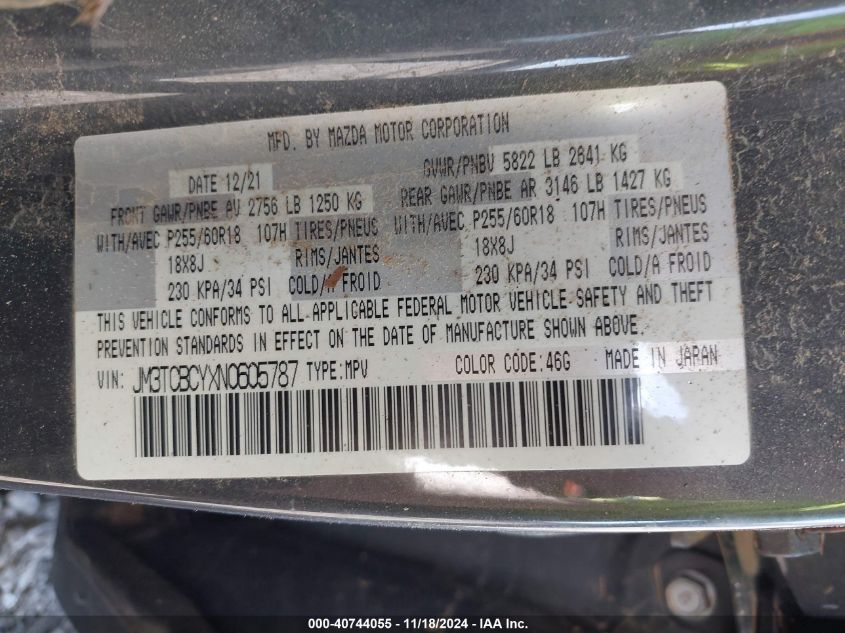 MFD. BY MAZDA MOTOR CORPORATION
DATE 12/21 GVWR/PNBV 5822 LB 2641 KG
FRONT GAWR/PNBE AV 2756 LB 1250 KG REAR GAWR/PNBE AR 3146 LB 1427 KG
WITH/AVEC P255/60R18 107H TIRES/PNEUS WITH/AVEC P255/60R18 107H TIRES/PNEUS
18X8J RIMS/JANTES 18X8J RIMS/JANTES
230 KPA/34 PSI COLD/A FROID 230 KPA/34 PSI COLD/A FROID
THIS VEHICLE CONFORMS TO ALL APPLICABLE FEDERAL MOTOR VEHICLE SAFETY AND THEFT
PREVENTION STANDARDS IN EFFECT ON THE DATE OF MANUFACTURE SHOWN ABOVE.
VIN: JM3TCBCYXN0605787 TYPE:MPV COLOR CODE:46G MADE IN JAPAN
000-40744055 - 11/18/2024 - IAA Inc.